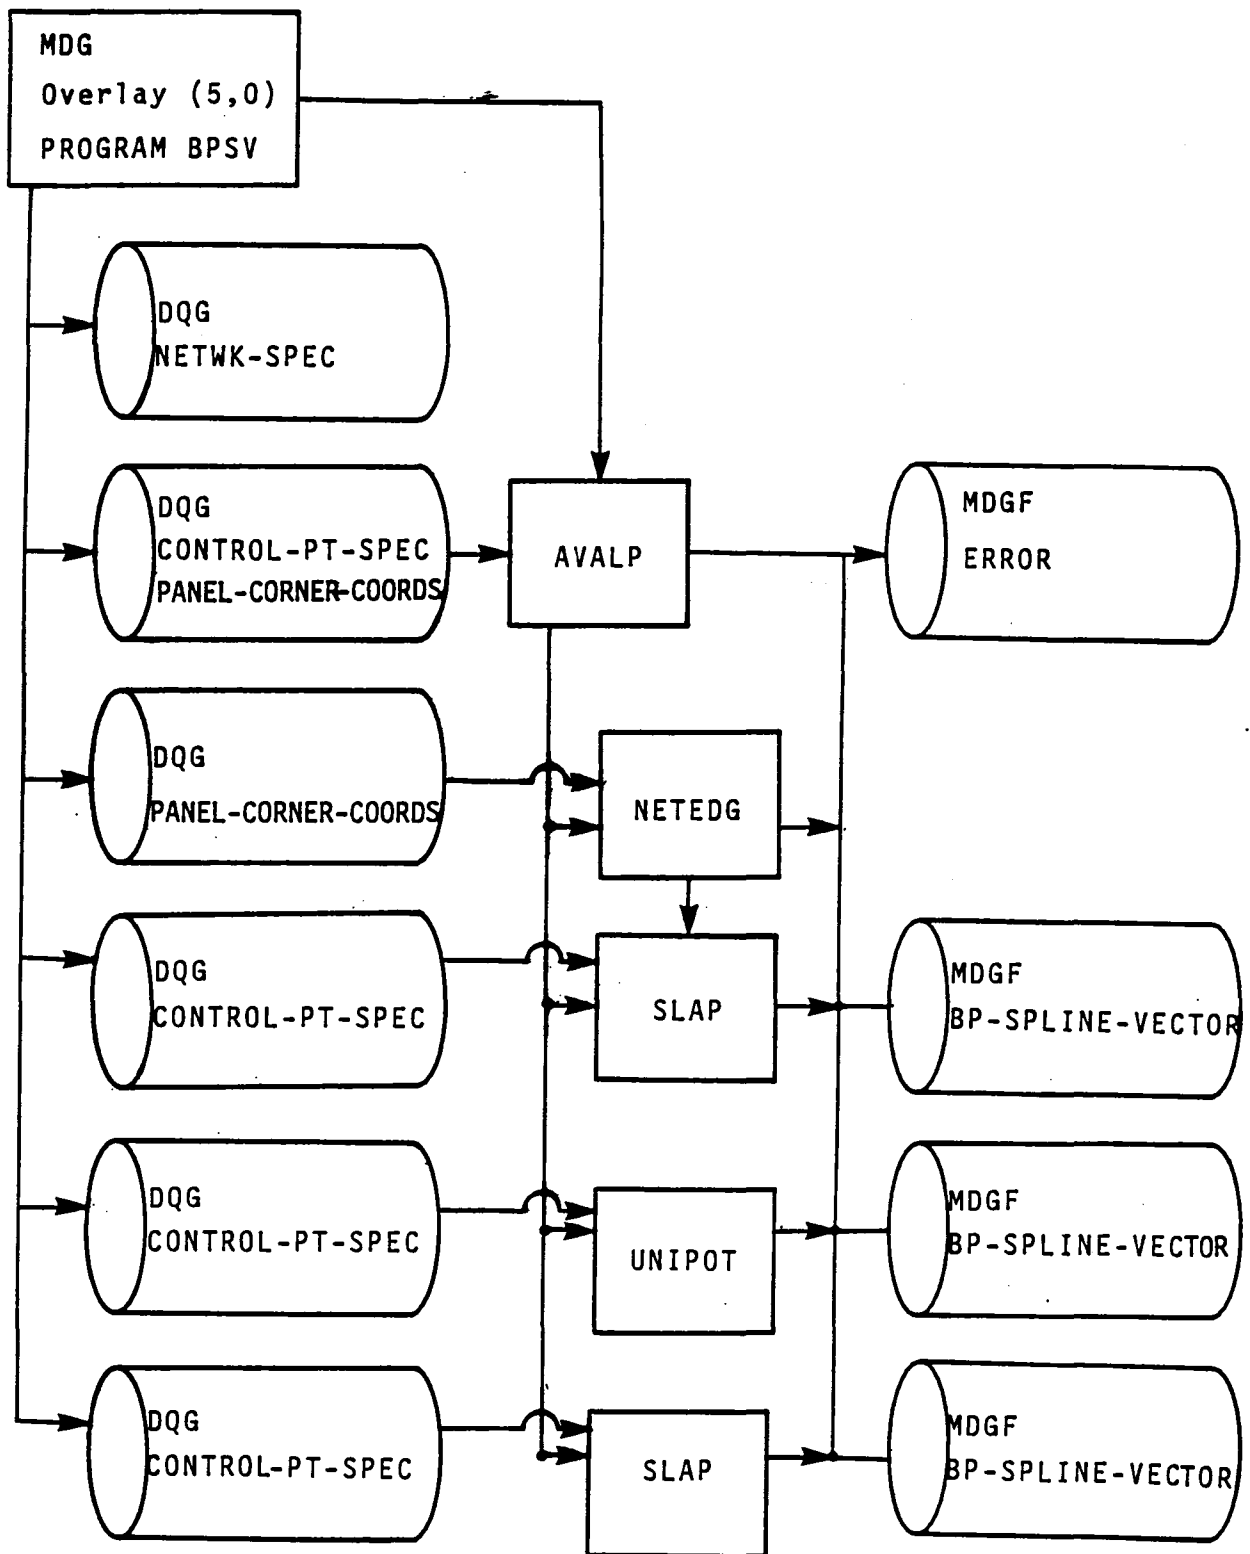 MDG
Overlay (5,0)
PROGRAM BPSV
DQG
NETWK-SPEC
DQG
CONTROL-PT-SPEC
PANEL-CORNER-COORDS
AVALP
MDGF
ERROR
DQG
PANEL-CORNER-COORDS
NETEDG
DQG
CONTROL-PT-SPEC
SLAP
MDGF
BP-SPLINE-VECTOR
DQG
CONTROL-PT-SPEC
UNIPOT
MDGF
BP-SPLINE-VECTOR
DQG
CONTROL-PT-SPEC
SLAP
MDGF
BP-SPLINE-VECTOR